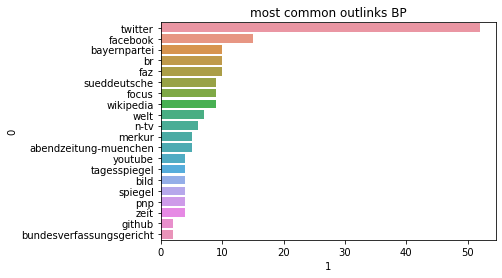 most common outlinks BP
twitter
facebook
bayernpartei
br
faz
sueddeutsche
focus
wikipedia
welt
n-tv
merkur
abendzeitung-muenchen
youtube
tagesspiegel
bild
spiegel
pnp
zeit
github
bundesverfassungsgericht
0
0 10 20 30 40 50
1